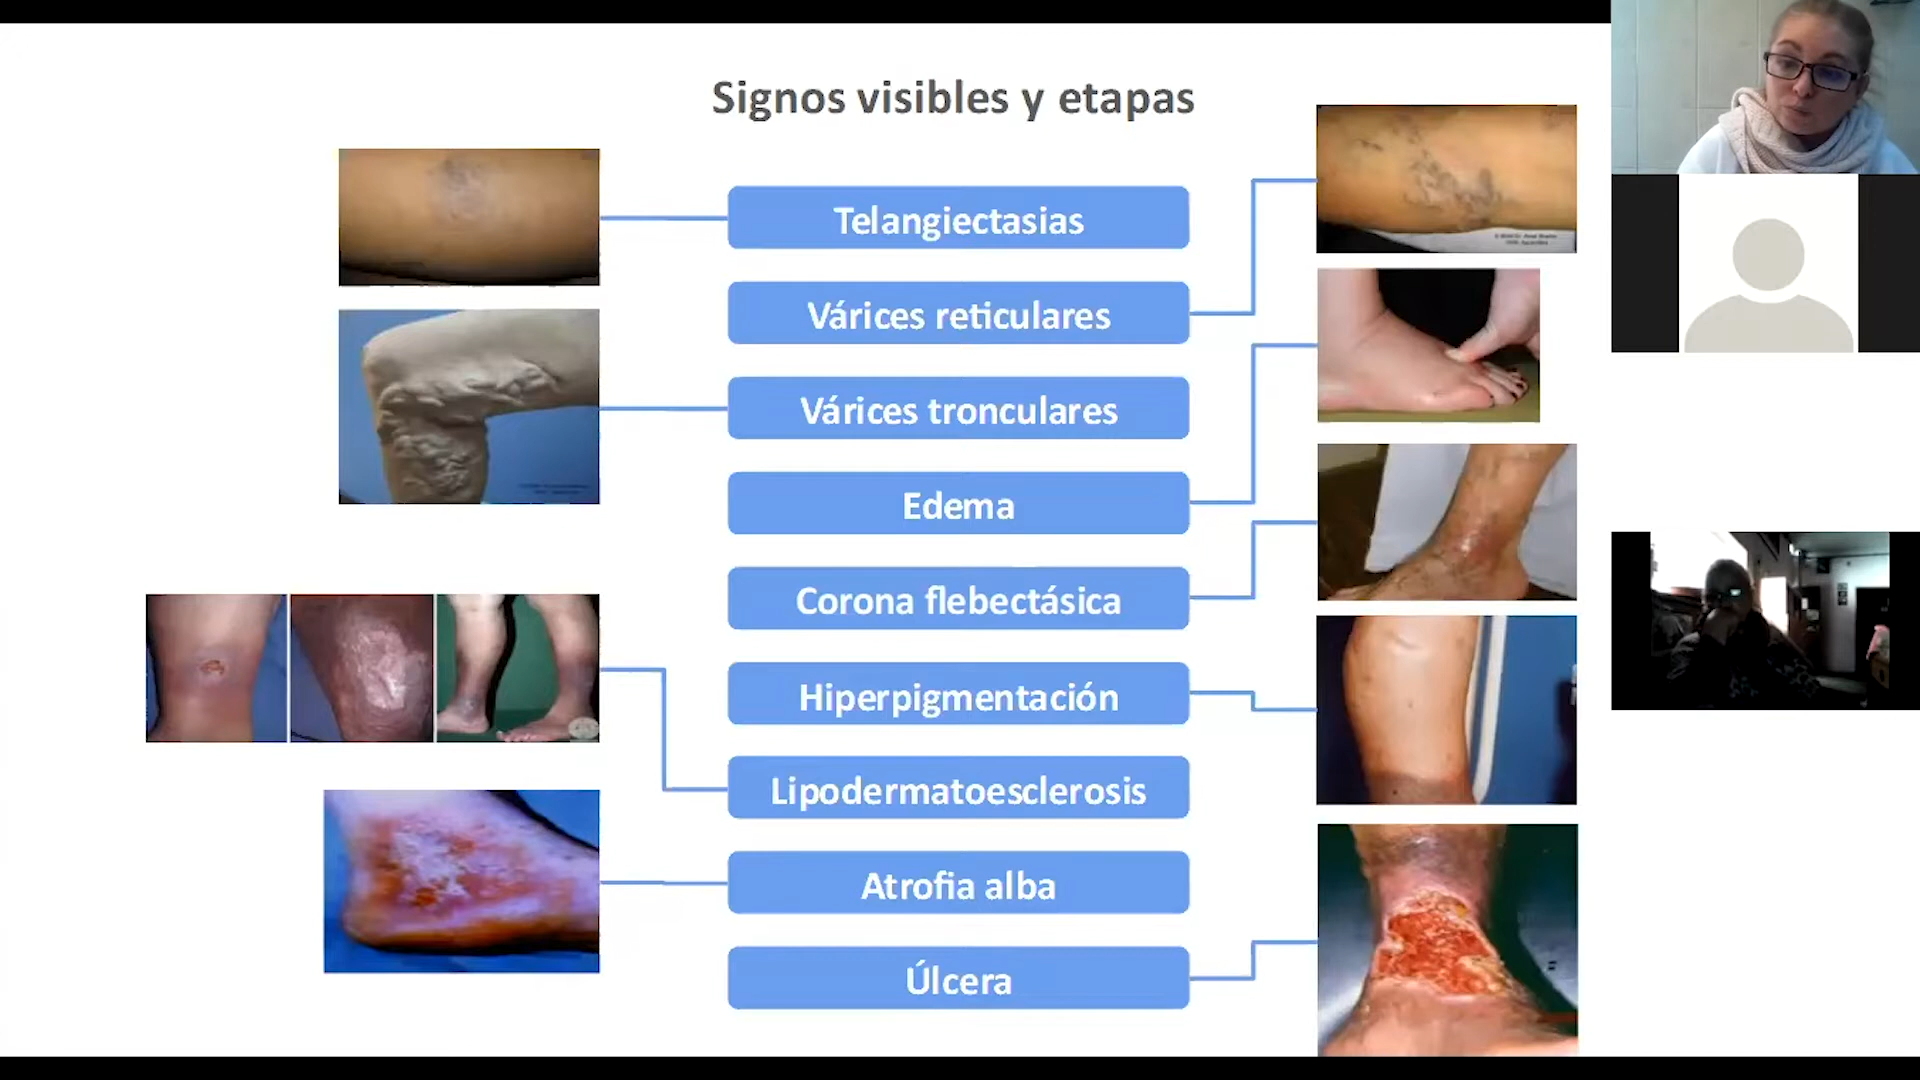 Signos visibles y etapas
Telangiectasias
Várices reticulares
Várices tronculares
Edema
Corona flebectásica
Hiperpigmentación
Lipodermatoesclerosis
Atrofia alba
Úlcera